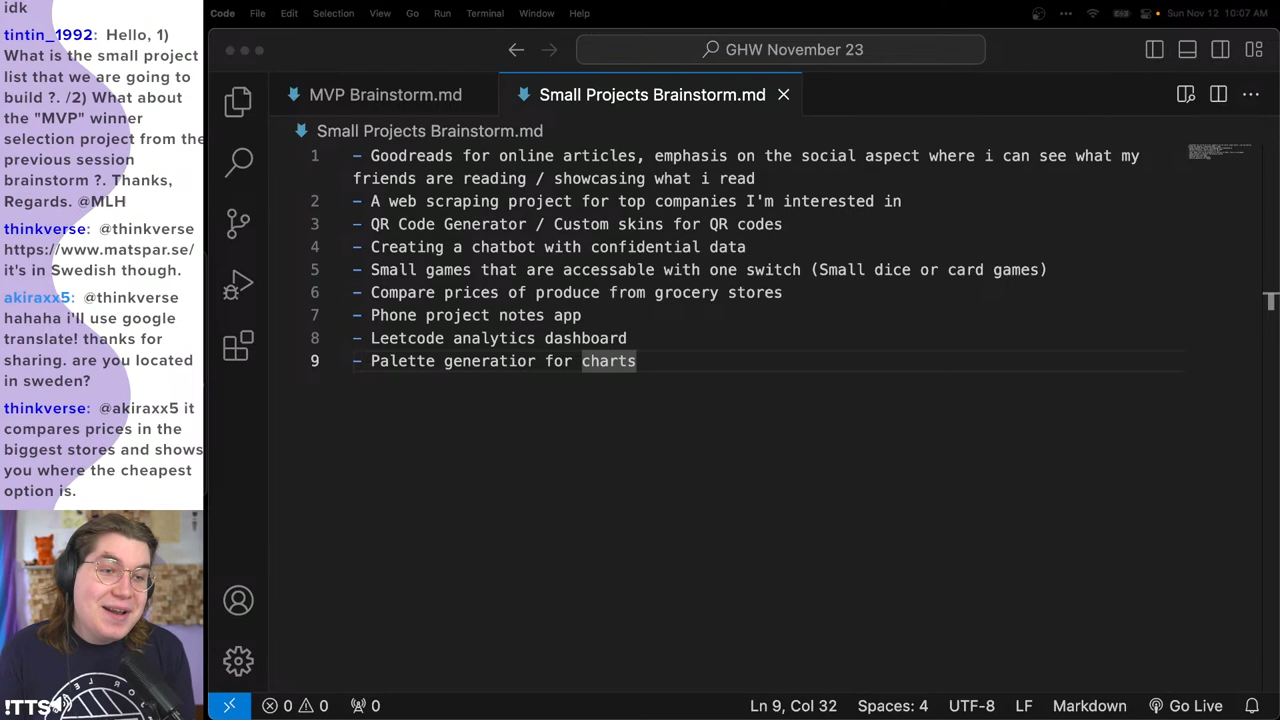 idk
tintin_1992: Hello, 1)
What is the small project
list that we are going to
build ?. /2) What about
the "MVP" winner
selection project from the
previous session
brainstorm ?. Thanks,
Regards. @MLH
thinkverse: @thinkverse
https://www.matspar.se/
it's in Swedish though.
akiraxx5: @thinkverse
hahaha i'll use google
translate! thanks for
sharing. are you located
in sweden?
thinkverse: @akiraxx5 it
compares prices in the
biggest stores and shows
you where the cheapest
option is.
!TTS
Code File Edit Selection View Go Run Terminal Window Help
Sun Nov 12 10:07 AM
GHW November 23
MVP Brainstorm.md
Small Projects Brainstorm.md
Small Projects Brainstorm.md
1 - Goodreads for online articles, emphasis on the social aspect where i can see what my
friends are reading / showcasing what i read
2 - A web scraping project for top companies I'm interested in
3 - QR Code Generator / Custom skins for QR codes
4 - Creating a chatbot with confidential data
5 - Small games that are accessable with one switch (Small dice or card games)
6 - Compare prices of produce from grocery stores
7 - Phone project notes app
8 - Leetcode analytics dashboard
9 - Palette generatior for charts
0 0 0 Ln 9, Col 32 Spaces: 4 UTF-8 LF Markdown Go Live